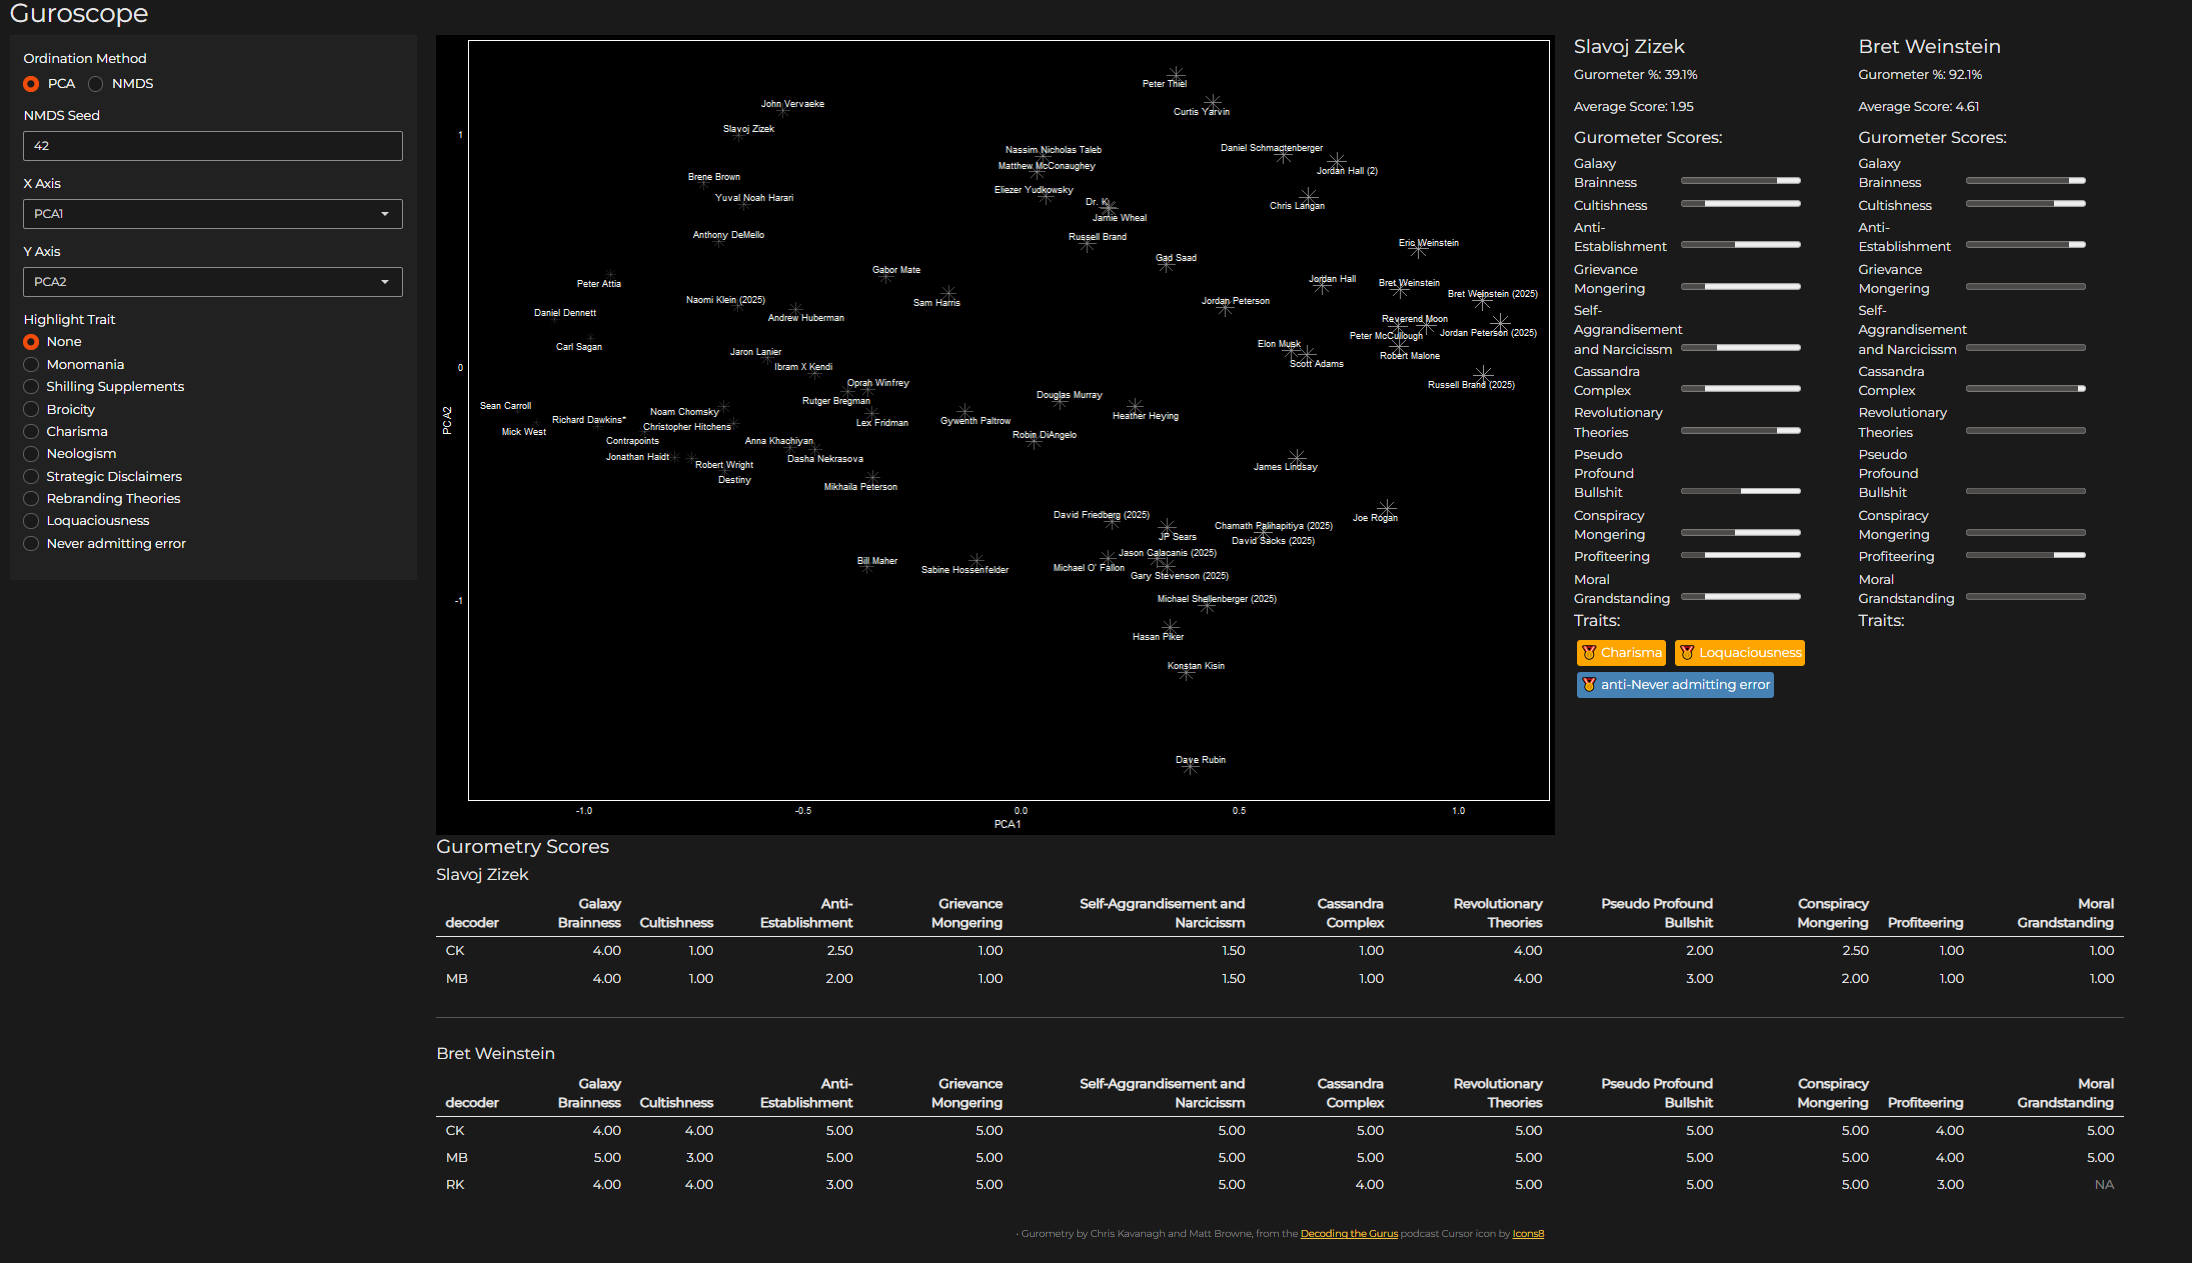 Guroscope
Ordination Method
PCA
NMDS
NMDS Seed
42
X Axis
PCA1
Y Axis
PCA2
Highlight Trait
None
Monomania
Shilling Supplements
Broicity
Charisma
Neologism
Strategic Disclaimers
Rebranding Theories
Loquaciousness
Never admitting error
Peter Thiel
John Vervaeke
Curtis Yarvin
Slavoj Zizek
Nassim Nicholas Taleb
Daniel Schmachtenberger
Matthew McConaughey
Jordan Hall (2)
Brene Brown
Eliezer Yudkowsky
Yuval Noah Harari
Dr. K
Chris Langan
Jamie Wheal
Anthony DeMello
Russell Brand
Eric Weinstein
Gad Saad
Gabor Mate
Peter Attia
Jordan Hall
Bret Weinstein
Bret Weinstein (2025)
Naomi Klein (2025)
Sam Harris
Jordan Peterson
Daniel Dennett
Andrew Huberman
Reverend Moon
Peter McCullough
Jordan Peterson (2025)
Carl Sagan
Elon Musk
Jaron Lanier
Robert Malone
Scott Adams
Ibram X Kendi
Oprah Winfrey
Russell Brand (2025)
Rutger Bregman
Douglas Murray
Sean Carroll
Noam Chomsky
Heather Heying
Richard Dawkins*
Lex Fridman
Gywenth Paltrow
Mick West
Christopher Hitchens
Robin DiAngelo
Contrapoints
Anna Khachiyan
Jonathan Haidt
Dasha Nekrasova
Robert Wright
James Lindsay
Destiny
Mikhaila Peterson
David Friedberg (2025)
Joe Rogan
Chamath Palihapitiya (2025)
JP Sears
David Sacks (2025)
Jason Calacanis (2025)
Bill Maher
Sabine Hossenfelder
Michael O' Fallon
Gary Stevenson (2025)
Michael Shellenberger (2025)
Hasan Piker
Konstan Kisin
Dave Rubin
1
0
-1
PCA2
-1.0
-0.5
0.0
0.5
1.0
PCA1
Slavoj Zizek
Gurometer %: 39.1%
Average Score: 1.95
Gurometer Scores:
Galaxy
Brainness
Cultishness
Anti-
Establishment
Grievance
Mongering
Self-
Aggrandisement
and Narcicissm
Cassandra
Complex
Revolutionary
Theories
Pseudo
Profound
Bullshit
Conspiracy
Mongering
Profiteering
Moral
Grandstanding
Traits:
Charisma
Loquaciousness
anti-Never admitting error
Bret Weinstein
Gurometer %: 92.1%
Average Score: 4.61
Gurometer Scores:
Galaxy
Brainness
Cultishness
Anti-
Establishment
Grievance
Mongering
Self-
Aggrandisement
and Narcicissm
Cassandra
Complex
Revolutionary
Theories
Pseudo
Profound
Bullshit
Conspiracy
Mongering
Profiteering
Moral
Grandstanding
Traits:
Gurometry Scores
Slavoj Zizek
decoder Galaxy Brainness Cultishness Anti-Establishment Grievance Mongering Self-Aggrandisement and Narcicissm Cassandra Complex Revolutionary Theories Pseudo Profound Bullshit Conspiracy Mongering Profiteering Moral Grandstanding
CK 4.00 1.00 2.50 1.00 1.50 1.00 4.00 2.00 2.50 1.00 1.00
MB 4.00 1.00 2.00 1.00 1.50 1.00 4.00 3.00 2.00 1.00 1.00
Bret Weinstein
decoder Galaxy Brainness Cultishness Anti-Establishment Grievance Mongering Self-Aggrandisement and Narcicissm Cassandra Complex Revolutionary Theories Pseudo Profound Bullshit Conspiracy Mongering Profiteering Moral Grandstanding
CK 4.00 4.00 5.00 5.00 5.00 5.00 5.00 5.00 5.00 4.00 5.00
MB 5.00 3.00 5.00 5.00 5.00 5.00 5.00 5.00 5.00 4.00 5.00
RK 4.00 4.00 3.00 5.00 5.00 4.00 5.00 5.00 5.00 3.00 NA
• Gurometry by Chris Kavanagh and Matt Browne, from the Decoding the Gurus podcast Cursor icon by Icons8